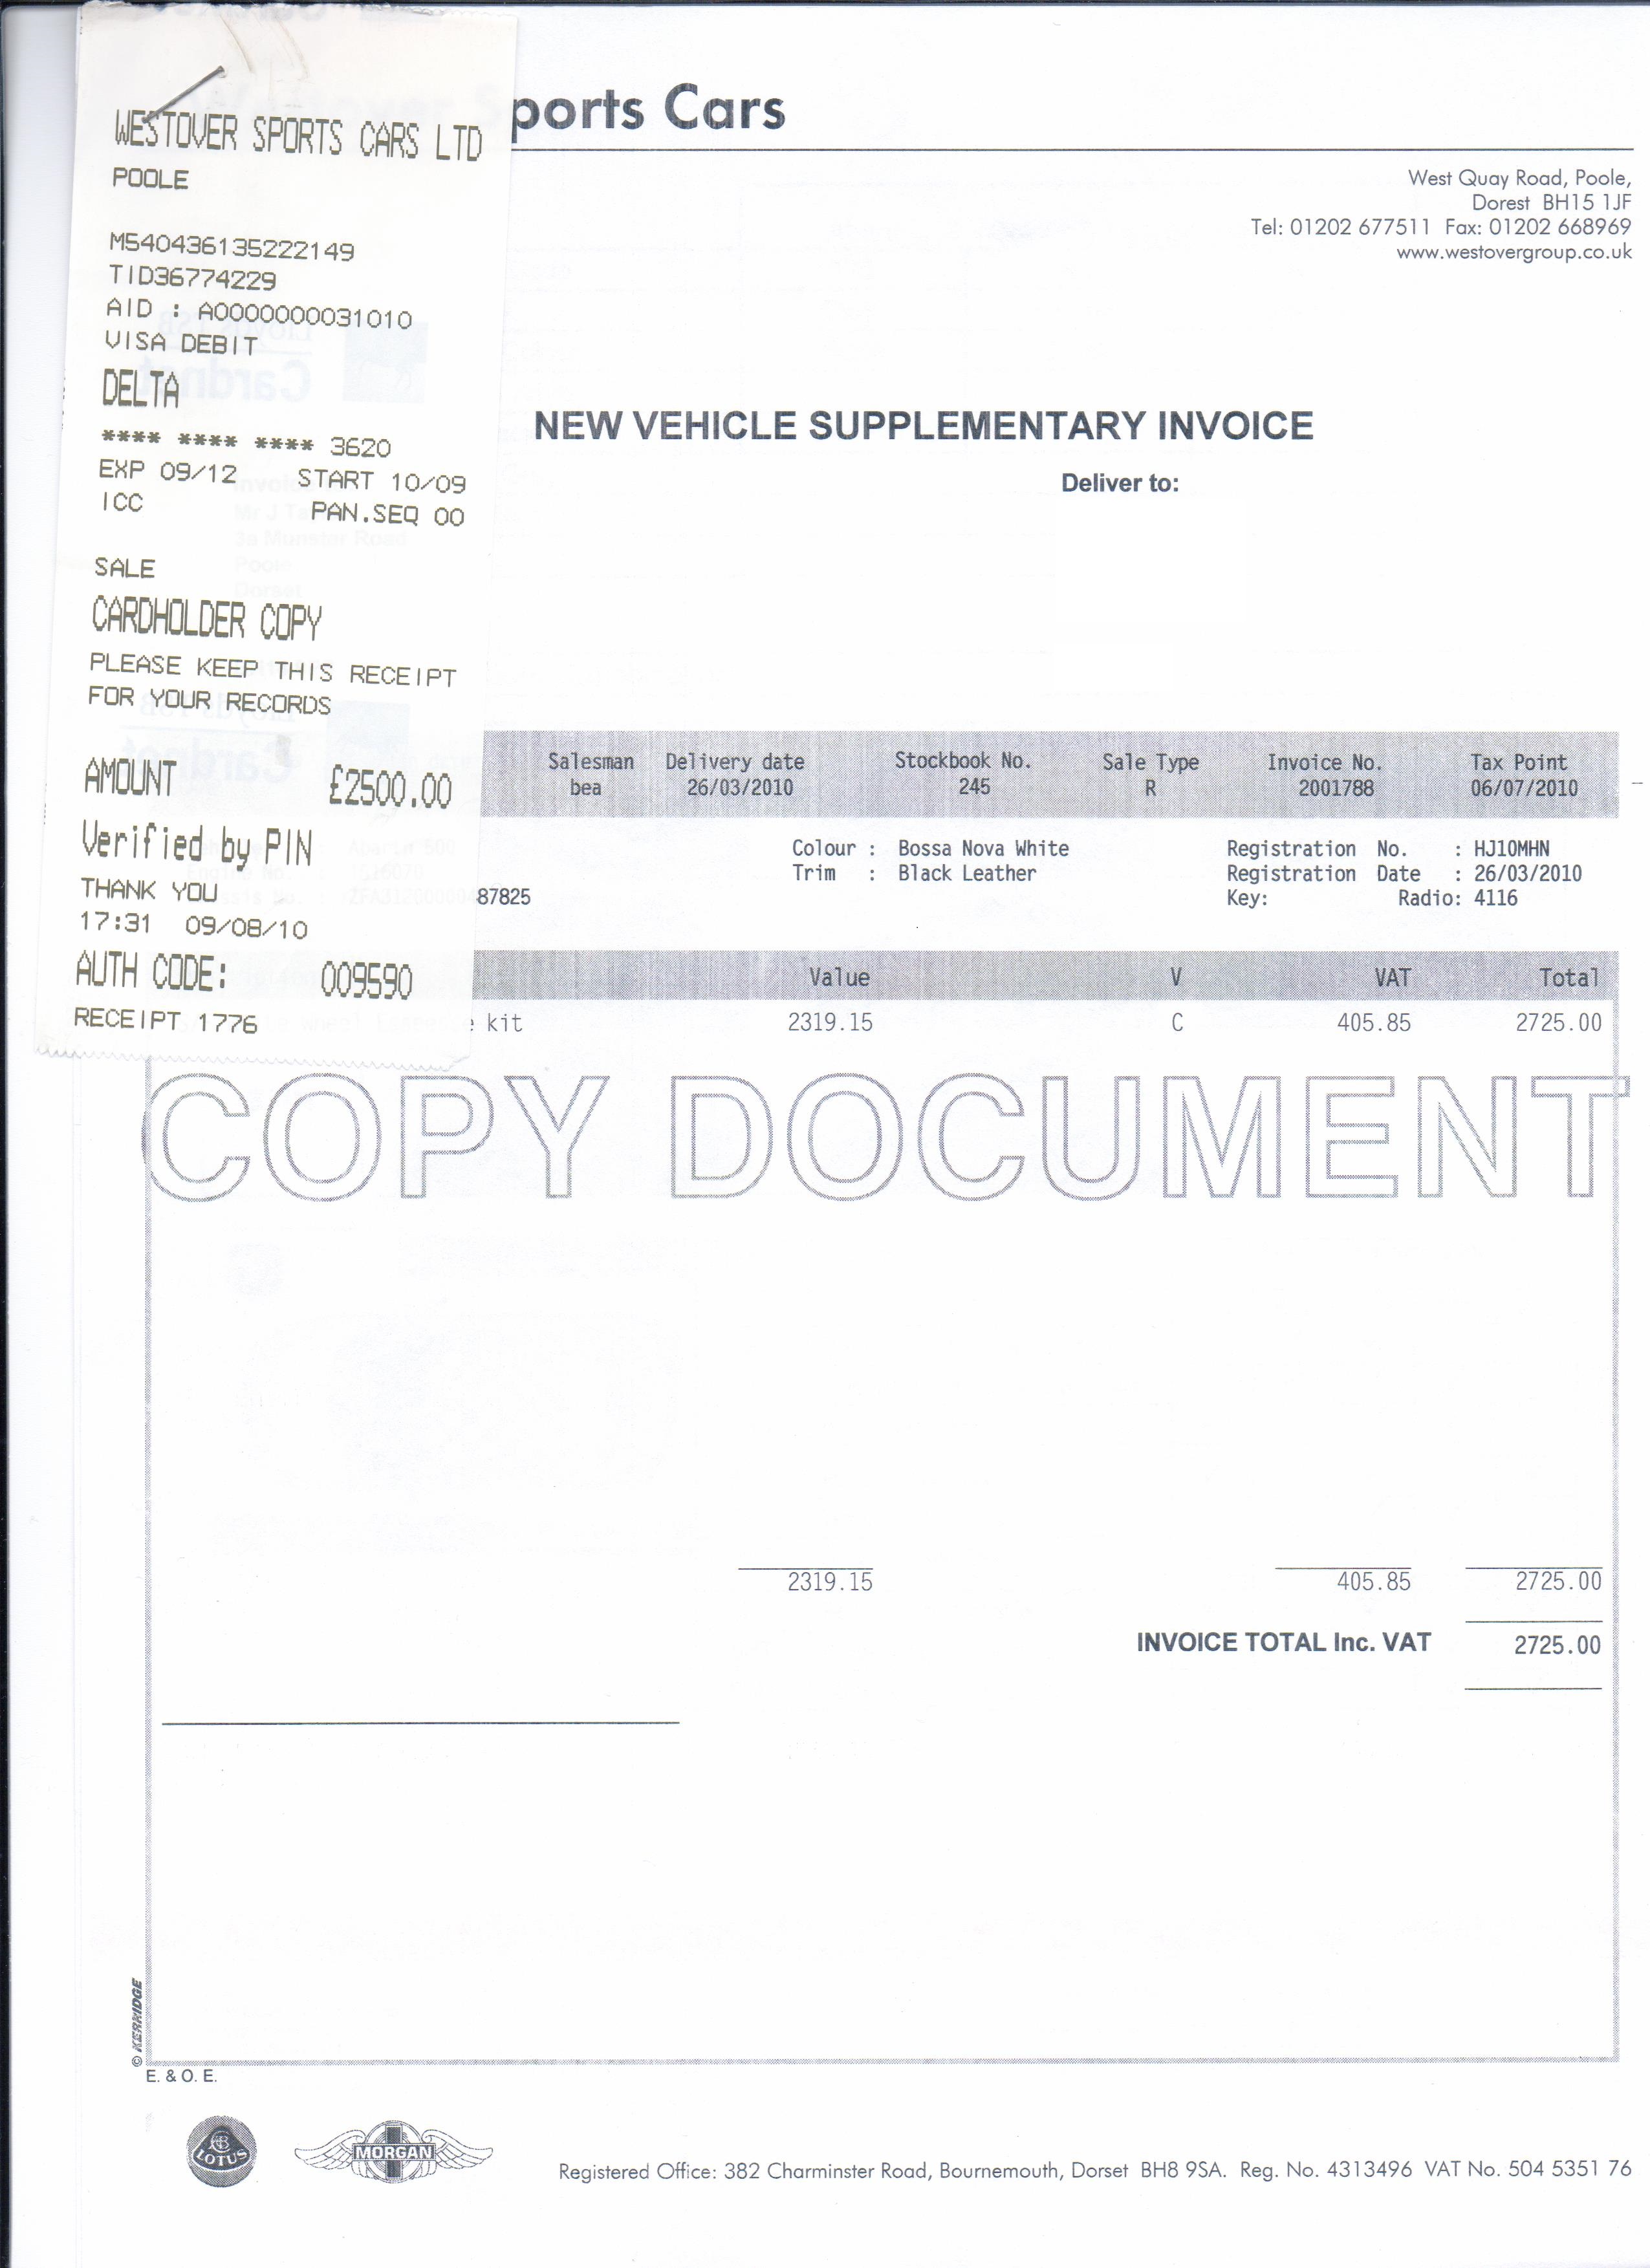 WESTOVER SPORTS CARS LTD
POOLE
M540436135222149
TID36774229
AID : A0000000031010
VISA DEBIT
DELTA
**** **** **** 3620
EXP 09/12 START 10/09
ICC PAN.SEQ 00
SALE
CARDHOLDER COPY
PLEASE KEEP THIS RECEIPT
FOR YOUR RECORDS
AMOUNT £2500.00
Verified by PIN
THANK YOU
17:31 09/08/10
AUTH CODE: 009590
RECEIPT 1776
ports Cars
West Quay Road, Poole,
Dorest BH15 1JF
Tel: 01202 677511 Fax: 01202 668969
www.westovergroup.co.uk
NEW VEHICLE SUPPLEMENTARY INVOICE
Deliver to:
Salesman Delivery date Stockbook No. Sale Type Invoice No. Tax Point
bea 26/03/2010 245 R 2001788 06/07/2010
Colour : Bossa Nova White Registration No. : HJ10MHN
Trim : Black Leather Registration Date : 26/03/2010
87825 Key: Radio: 4116
Value V VAT Total
kit 2319.15 C 405.85 2725.00
COPY DOCUMENT
2319.15 405.85 2725.00
INVOICE TOTAL Inc. VAT 2725.00
© KERRIDGE
E. & O. E.
LOTUS
MORGAN
Registered Office: 382 Charminster Road, Bournemouth, Dorset BH8 9SA. Reg. No. 4313496 VAT No. 504 5351 76